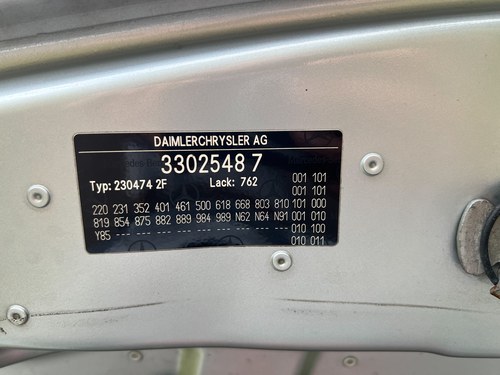 DAIMLERCHRYSLER AG
3302548 7
Typ: 230474 2F Lack: 762
001 101
001 101
220 231 352 401 461 500 618 668 803 810 101 000
819 854 875 882 889 984 989 N62 N64 N91 001 010
Y85 --- --- --- --- --- --- --- --- --- 010 100
010 011